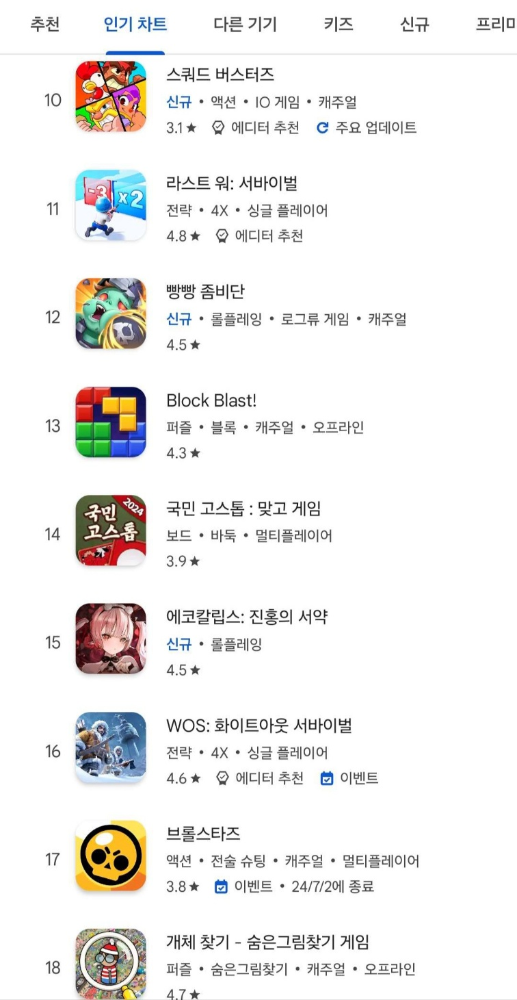 추천 인기 차트 다른 기기 키즈 신규 프리미
10
스쿼드 버스터즈
신규 • 액션 • IO 게임 • 캐주얼
3.1★ 에디터 추천 주요 업데이트
-3 x2
11
라스트 워: 서바이벌
전략 • 4X • 싱글 플레이어
4.8★ 에디터 추천
12
빵빵 좀비단
신규 • 롤플레잉 • 로그류 게임 • 캐주얼
4.5★
13
Block Blast!
퍼즐 • 블록 • 캐주얼 • 오프라인
4.3★
2024
국민
고스톱
14
국민 고스톱 : 맞고 게임
보드 • 바둑 • 멀티플레이어
3.9★
15
에코칼립스: 진홍의 서약
신규 • 롤플레잉
4.5★
16
WOS: 화이트아웃 서바이벌
전략 • 4X • 싱글 플레이어
4.6★ 에디터 추천 이벤트
17
브롤스타즈
액션 • 전술 슈팅 • 캐주얼 • 멀티플레이어
3.8★ 이벤트 • 24/7/2에 종료
18
개체 찾기 - 숨은그림찾기 게임
퍼즐 • 숨은그림찾기 • 캐주얼 • 오프라인
4.7★